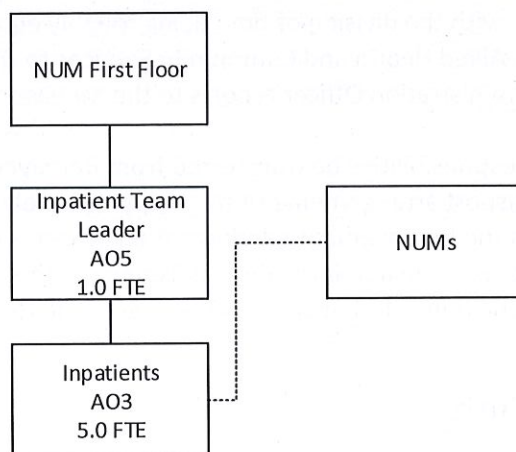 NUM First Floor
Inpatient Team
Leader
AO5
1.0 FTE
NUMs
Inpatients
AO3
5.0 FTE